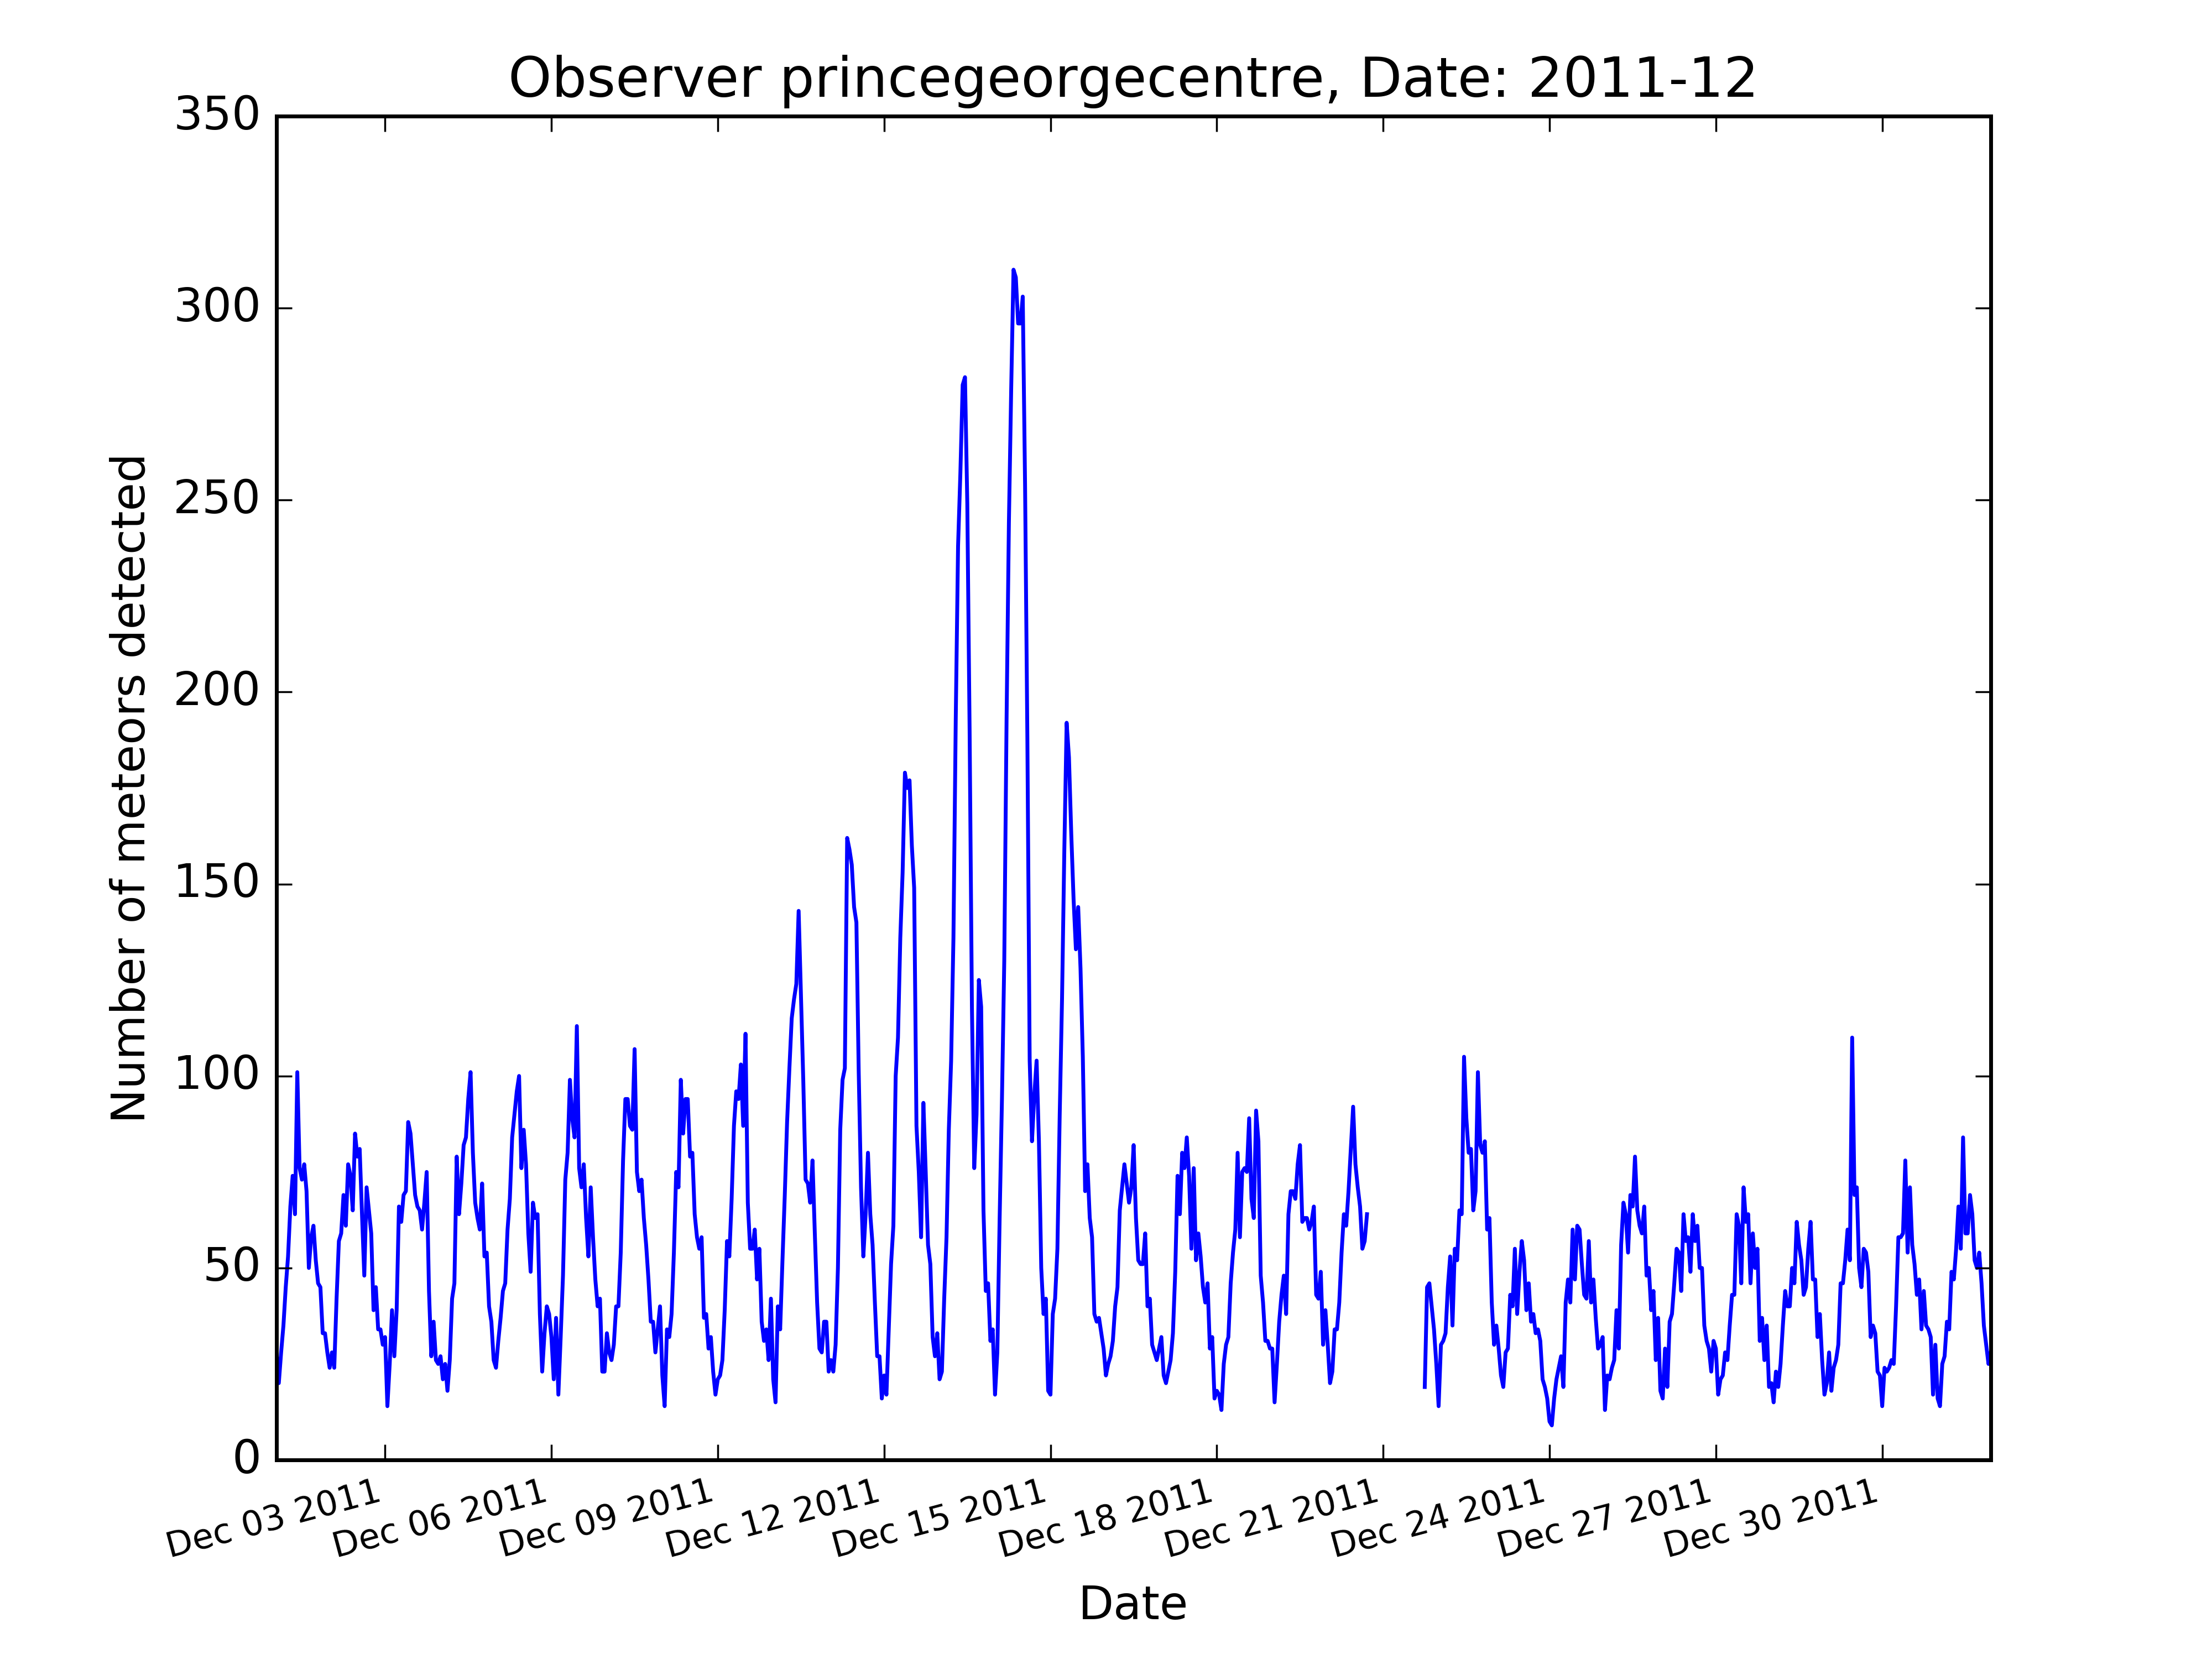 Observer princegeorgecentre, Date: 2011-12
350
300
250
200
150
100
50
0
Number of meteors detected
Dec 03 2011
Dec 06 2011
Dec 09 2011
Dec 12 2011
Dec 15 2011
Dec 18 2011
Dec 21 2011
Dec 24 2011
Dec 27 2011
Dec 30 2011
Date